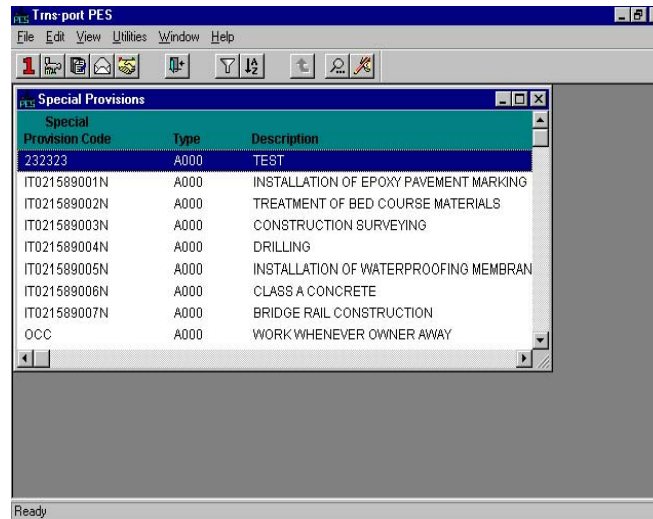 Trns·port PES
File Edit View Utilities Window Help
Special Provisions
Special
Provision Code Type Description
232323 A000 TEST
IT021589001N A000 INSTALLATION OF EPOXY PAVEMENT MARKING
IT021589002N A000 TREATMENT OF BED COURSE MATERIALS
IT021589003N A000 CONSTRUCTION SURVEYING
IT021589004N A000 DRILLING
IT021589005N A000 INSTALLATION OF WATERPROOFING MEMBRAN
IT021589006N A000 CLASS A CONCRETE
IT021589007N A000 BRIDGE RAIL CONSTRUCTION
OCC A000 WORK WHENEVER OWNER AWAY
Ready